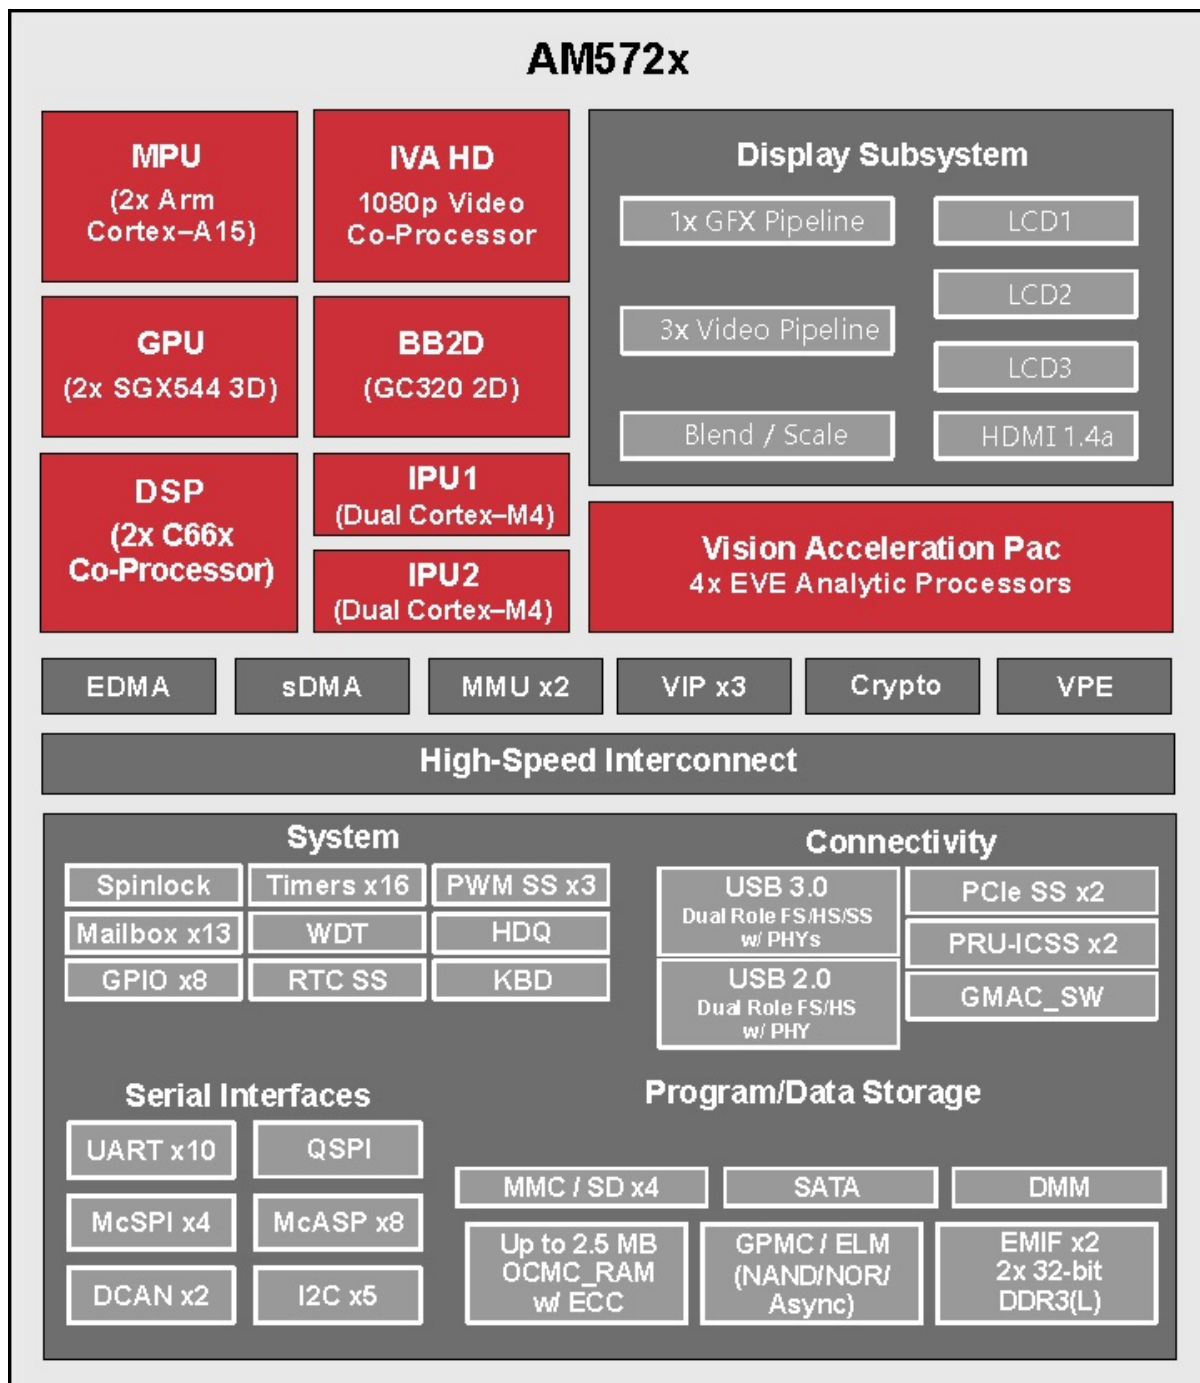 AM572x
MPU
(2x Arm
Cortex–A15)
IVA HD
1080p Video
Co-Processor
Display Subsystem
1x GFX Pipeline
LCD1
LCD2
3x Video Pipeline
LCD3
Blend / Scale
HDMI 1.4a
GPU
(2x SGX544 3D)
BB2D
(GC320 2D)
DSP
(2x C66x
Co-Processor)
IPU1
(Dual Cortex–M4)
IPU2
(Dual Cortex–M4)
Vision Acceleration Pac
4x EVE Analytic Processors
EDMA
sDMA
MMU x2
VIP x3
Crypto
VPE
High-Speed Interconnect
System
Spinlock
Timers x16
PWM SS x3
Mailbox x13
WDT
HDQ
GPIO x8
RTC SS
KBD
Connectivity
USB 3.0
Dual Role FS/HS/SS
w/ PHYs
USB 2.0
Dual Role FS/HS
w/ PHY
PCIe SS x2
PRU-ICSS x2
GMAC_SW
Serial Interfaces
UART x10
QSPI
McSPI x4
McASP x8
DCAN x2
I2C x5
Program/Data Storage
MMC / SD x4
SATA
DMM
Up to 2.5 MB
OCMC_RAM
w/ ECC
GPMC / ELM
(NAND/NOR/
Async)
EMIF x2
2x 32-bit
DDR3(L)